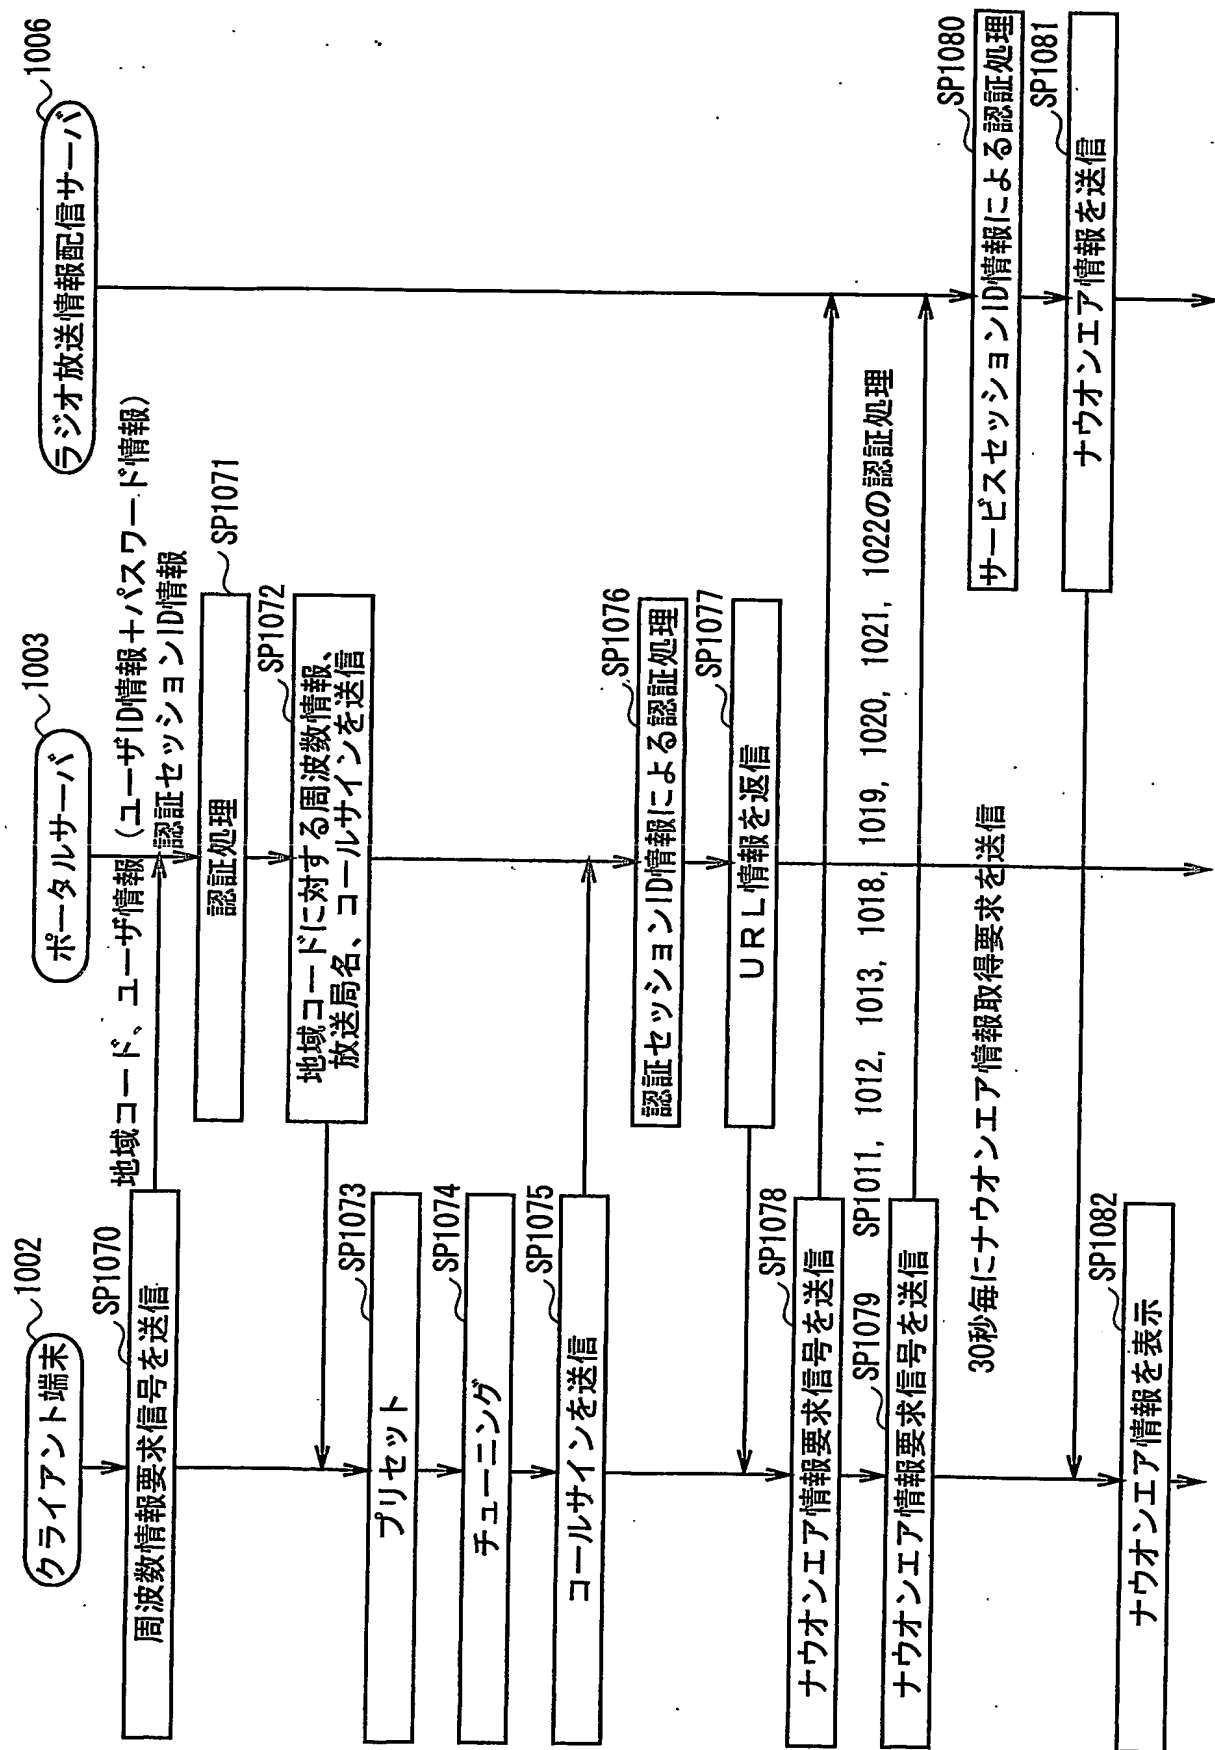 クライアント端末
1002
ポータルサーバ
1003
ラジオ放送情報配信サーバ
1006
SP1070
周波数情報要求信号を送信
地域コード、ユーザ情報（ユーザID情報＋パスワード情報）
認証セッションID情報
SP1071
認証処理
SP1072
地域コードに対する周波数情報、
放送局名、コールサインを送信
SP1073
プリセット
SP1074
チューニング
SP1075
コールサインを送信
SP1076
認証セッションID情報による認証処理
SP1077
URL情報を返信
SP1078
ナウオンエア情報要求信号を送信
SP1011, 1012, 1013, 1018, 1019, 1020, 1021, 1022の認証処理
SP1079
ナウオンエア情報要求信号を送信
30秒毎にナウオンエア情報取得要求を送信
SP1080
サービスセッションID情報による認証処理
SP1081
ナウオンエア情報を送信
SP1082
ナウオンエア情報を表示